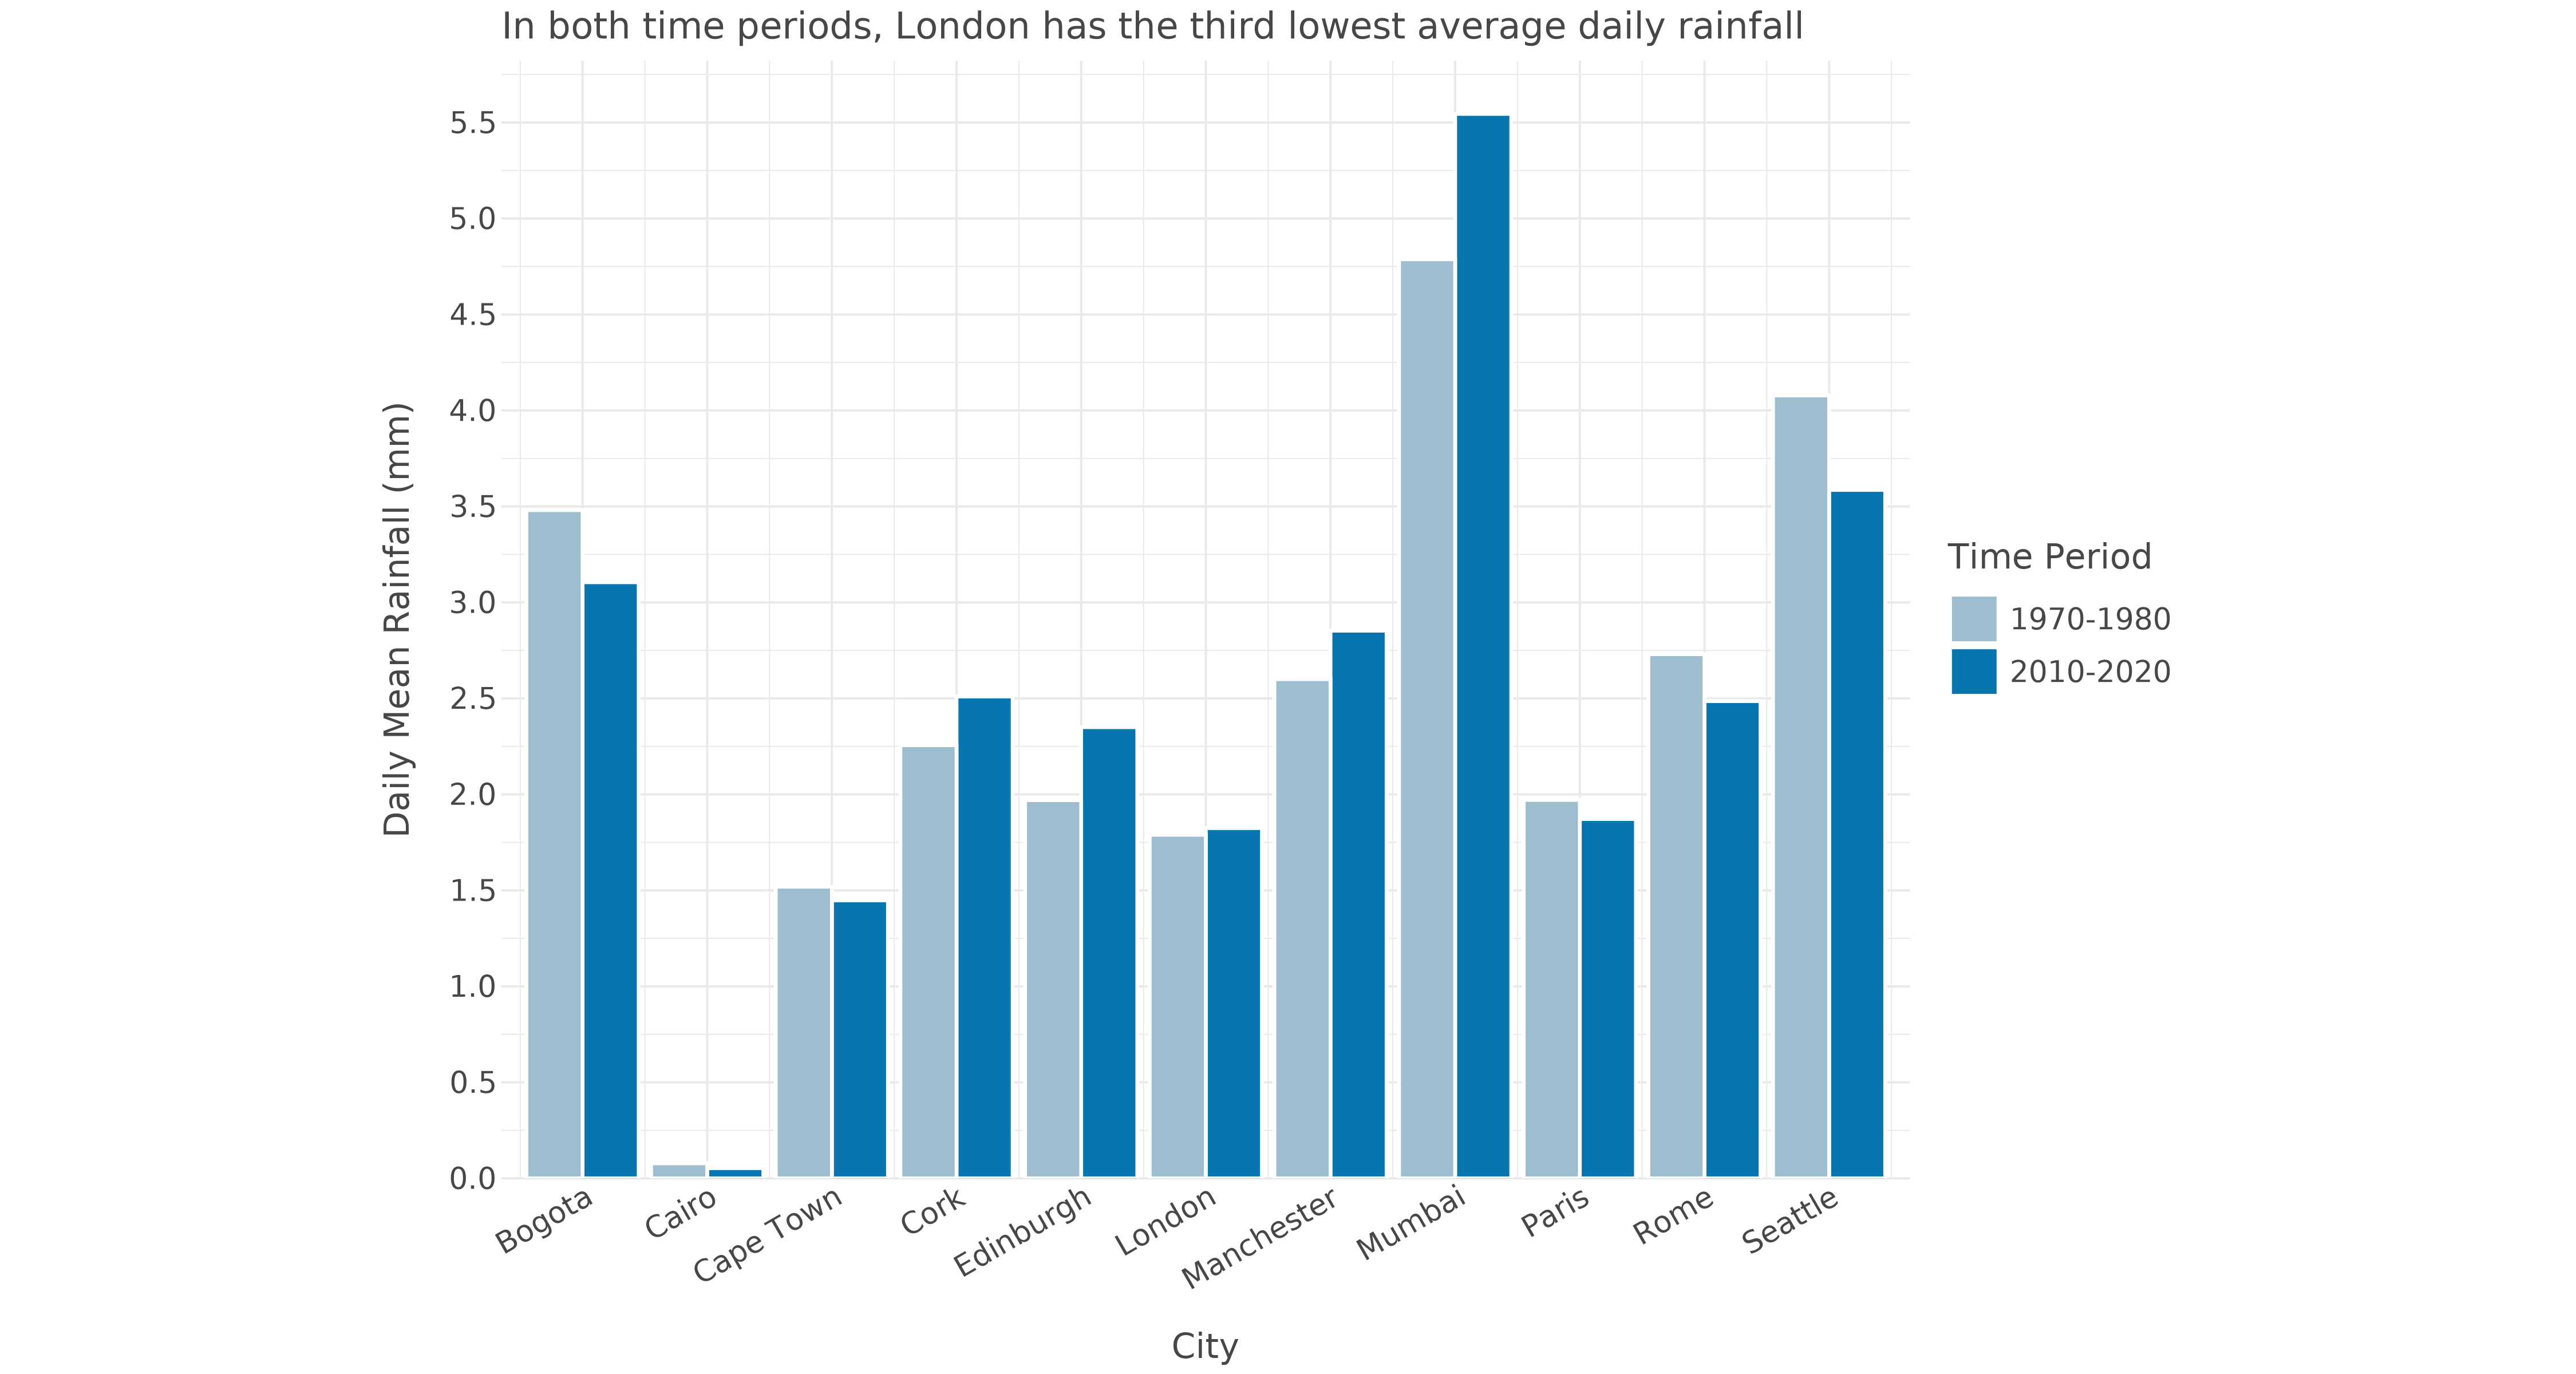 In both time periods, London has the third lowest average daily rainfall
Daily Mean Rainfall (mm)
5.5
5.0
4.5
4.0
3.5
3.0
2.5
2.0
1.5
1.0
0.5
0.0
Bogota
Cairo
Cape Town
Cork
Edinburgh
London
Manchester
Mumbai
Paris
Rome
Seattle
City
Time Period
1970-1980
2010-2020